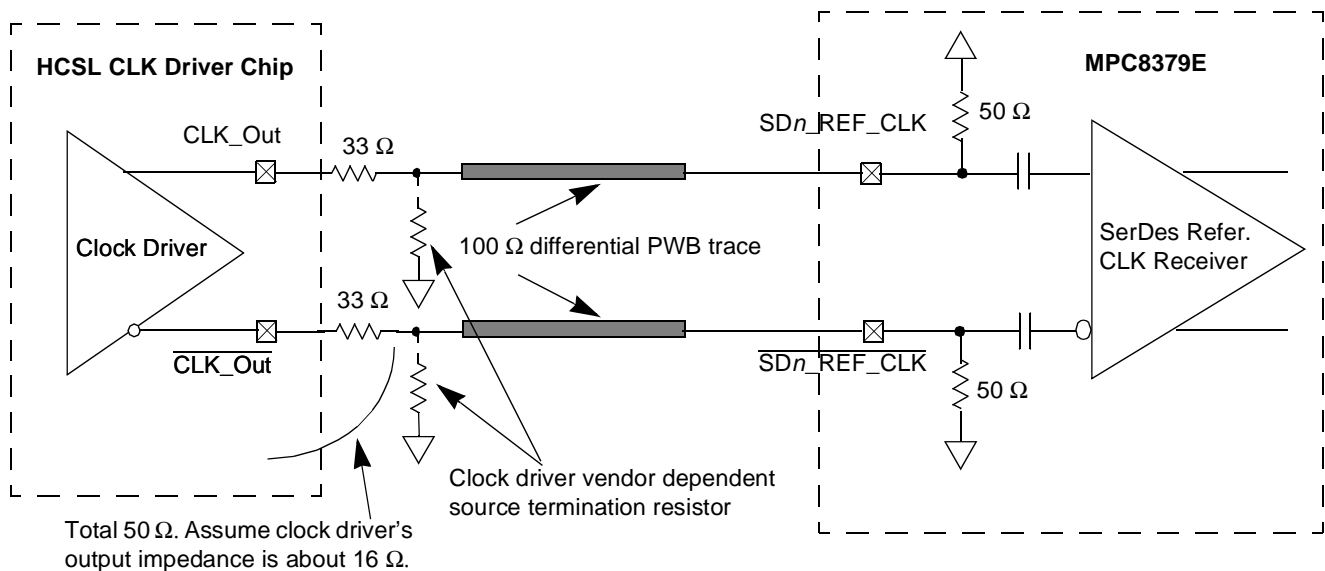 HCSL CLK Driver Chip
MPC8379E
CLK_Out
33 Ω
SDn_REF_CLK
50 Ω
Clock Driver
100 Ω differential PWB trace
SerDes Refer.
CLK Receiver
33 Ω
CLK_Out
SDn_REF_CLK
50 Ω
Clock driver vendor dependent
source termination resistor
Total 50 Ω. Assume clock driver's
output impedance is about 16 Ω.